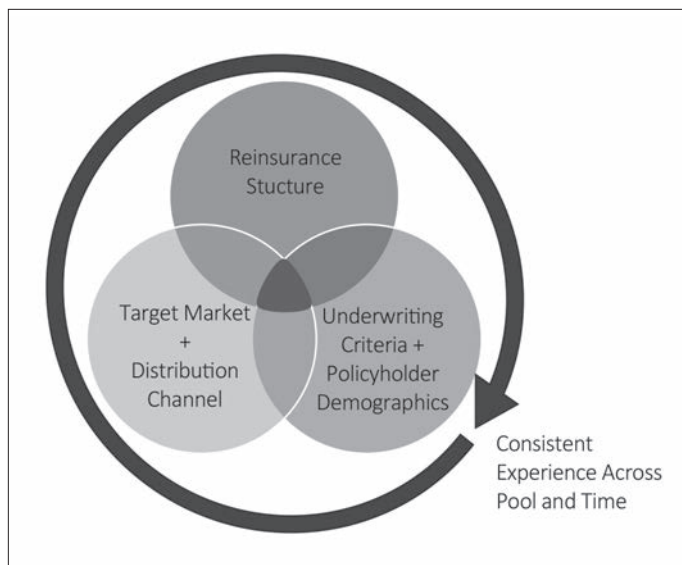 Reinsurance
Stucture
Target Market
+
Distribution
Channel
Underwriting
Criteria +
Policyholder
Demographics
Consistent
Experience Across
Pool and Time